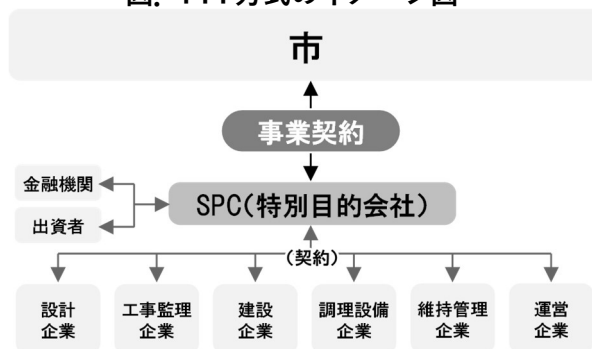 市
事業契約
金融機関
SPC(特別目的会社)
出資者
(契約)
設計
企業
工事監理
企業
建設
企業
調理設備
企業
維持管理
企業
運営
企業